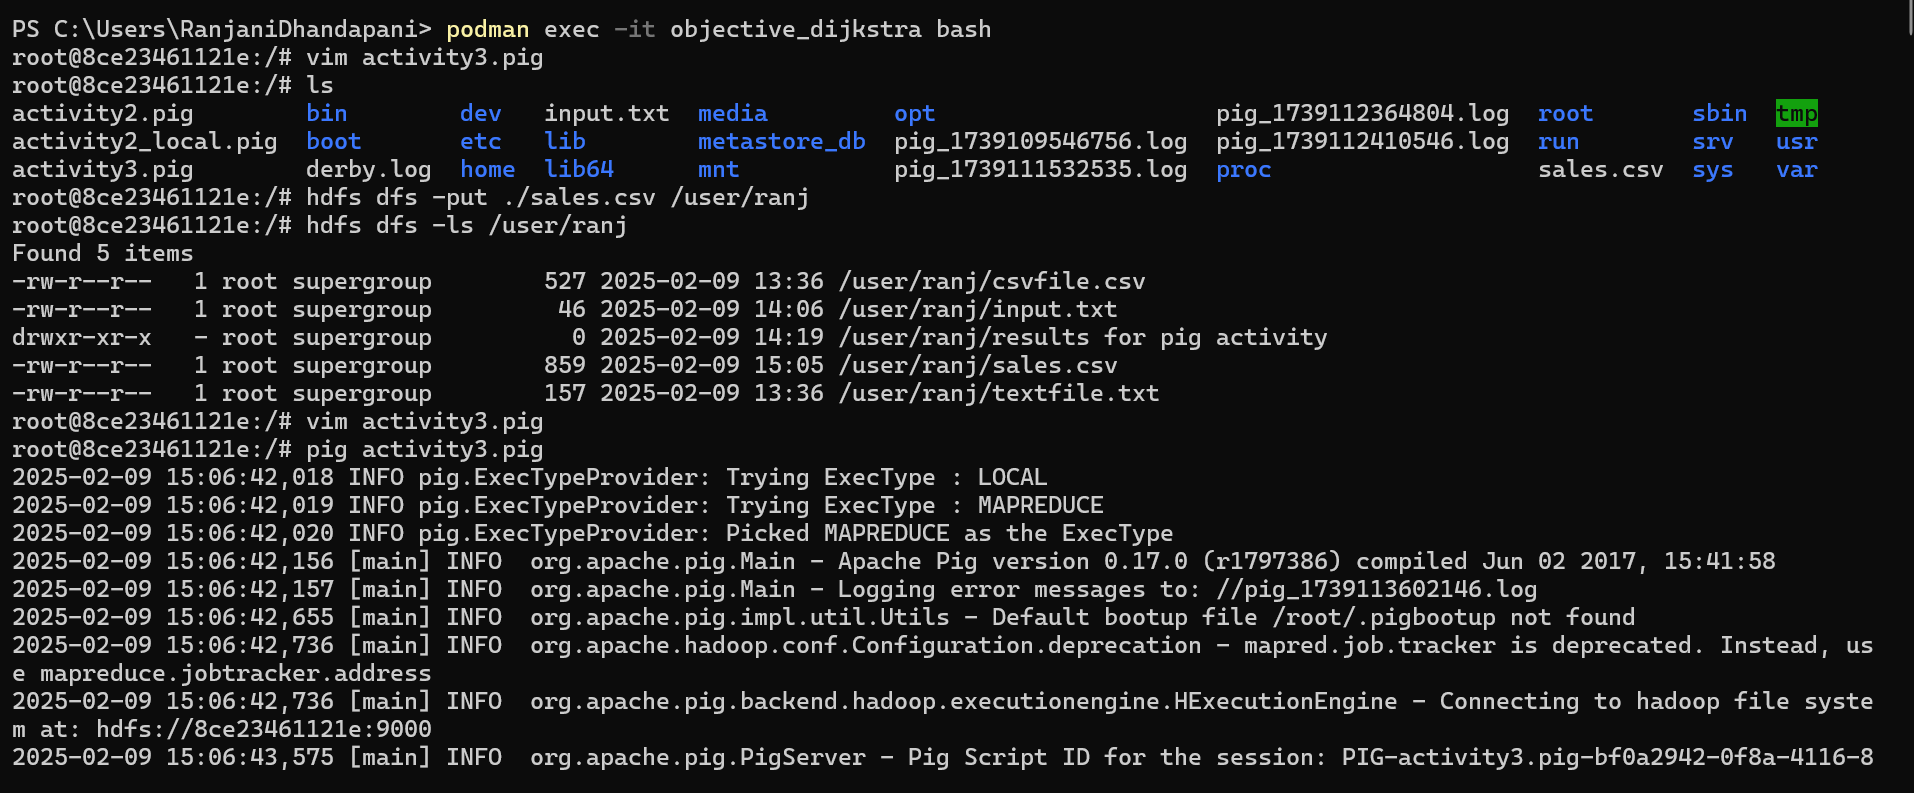 PS C:\Users\RanjaniDhandapani> podman exec -it objective_dijkstra bash
root@8ce23461121e:/# vim activity3.pig
root@8ce23461121e:/# ls
activity2.pig        bin        dev   input.txt  media         opt                    pig_1739112364804.log  root       sbin  tmp
activity2_local.pig  boot       etc   lib        metastore_db  pig_1739109546756.log  pig_1739112410546.log  run        srv   usr
activity3.pig        derby.log  home  lib64      mnt           pig_1739111532535.log  proc                   sales.csv  sys   var
root@8ce23461121e:/# hdfs dfs -put ./sales.csv /user/ranj
root@8ce23461121e:/# hdfs dfs -ls /user/ranj
Found 5 items
-rw-r--r--   1 root supergroup        527 2025-02-09 13:36 /user/ranj/csvfile.csv
-rw-r--r--   1 root supergroup         46 2025-02-09 14:06 /user/ranj/input.txt
drwxr-xr-x   - root supergroup          0 2025-02-09 14:19 /user/ranj/results for pig activity
-rw-r--r--   1 root supergroup        859 2025-02-09 15:05 /user/ranj/sales.csv
-rw-r--r--   1 root supergroup        157 2025-02-09 13:36 /user/ranj/textfile.txt
root@8ce23461121e:/# vim activity3.pig
root@8ce23461121e:/# pig activity3.pig
2025-02-09 15:06:42,018 INFO pig.ExecTypeProvider: Trying ExecType : LOCAL
2025-02-09 15:06:42,019 INFO pig.ExecTypeProvider: Trying ExecType : MAPREDUCE
2025-02-09 15:06:42,020 INFO pig.ExecTypeProvider: Picked MAPREDUCE as the ExecType
2025-02-09 15:06:42,156 [main] INFO  org.apache.pig.Main - Apache Pig version 0.17.0 (r1797386) compiled Jun 02 2017, 15:41:58
2025-02-09 15:06:42,157 [main] INFO  org.apache.pig.Main - Logging error messages to: //pig_1739113602146.log
2025-02-09 15:06:42,655 [main] INFO  org.apache.pig.impl.util.Utils - Default bootup file /root/.pigbootup not found
2025-02-09 15:06:42,736 [main] INFO  org.apache.hadoop.conf.Configuration.deprecation - mapred.job.tracker is deprecated. Instead, us
e mapreduce.jobtracker.address
2025-02-09 15:06:42,736 [main] INFO  org.apache.pig.backend.hadoop.executionengine.HExecutionEngine - Connecting to hadoop file syste
m at: hdfs://8ce23461121e:9000
2025-02-09 15:06:43,575 [main] INFO  org.apache.pig.PigServer - Pig Script ID for the session: PIG-activity3.pig-bf0a2942-0f8a-4116-8